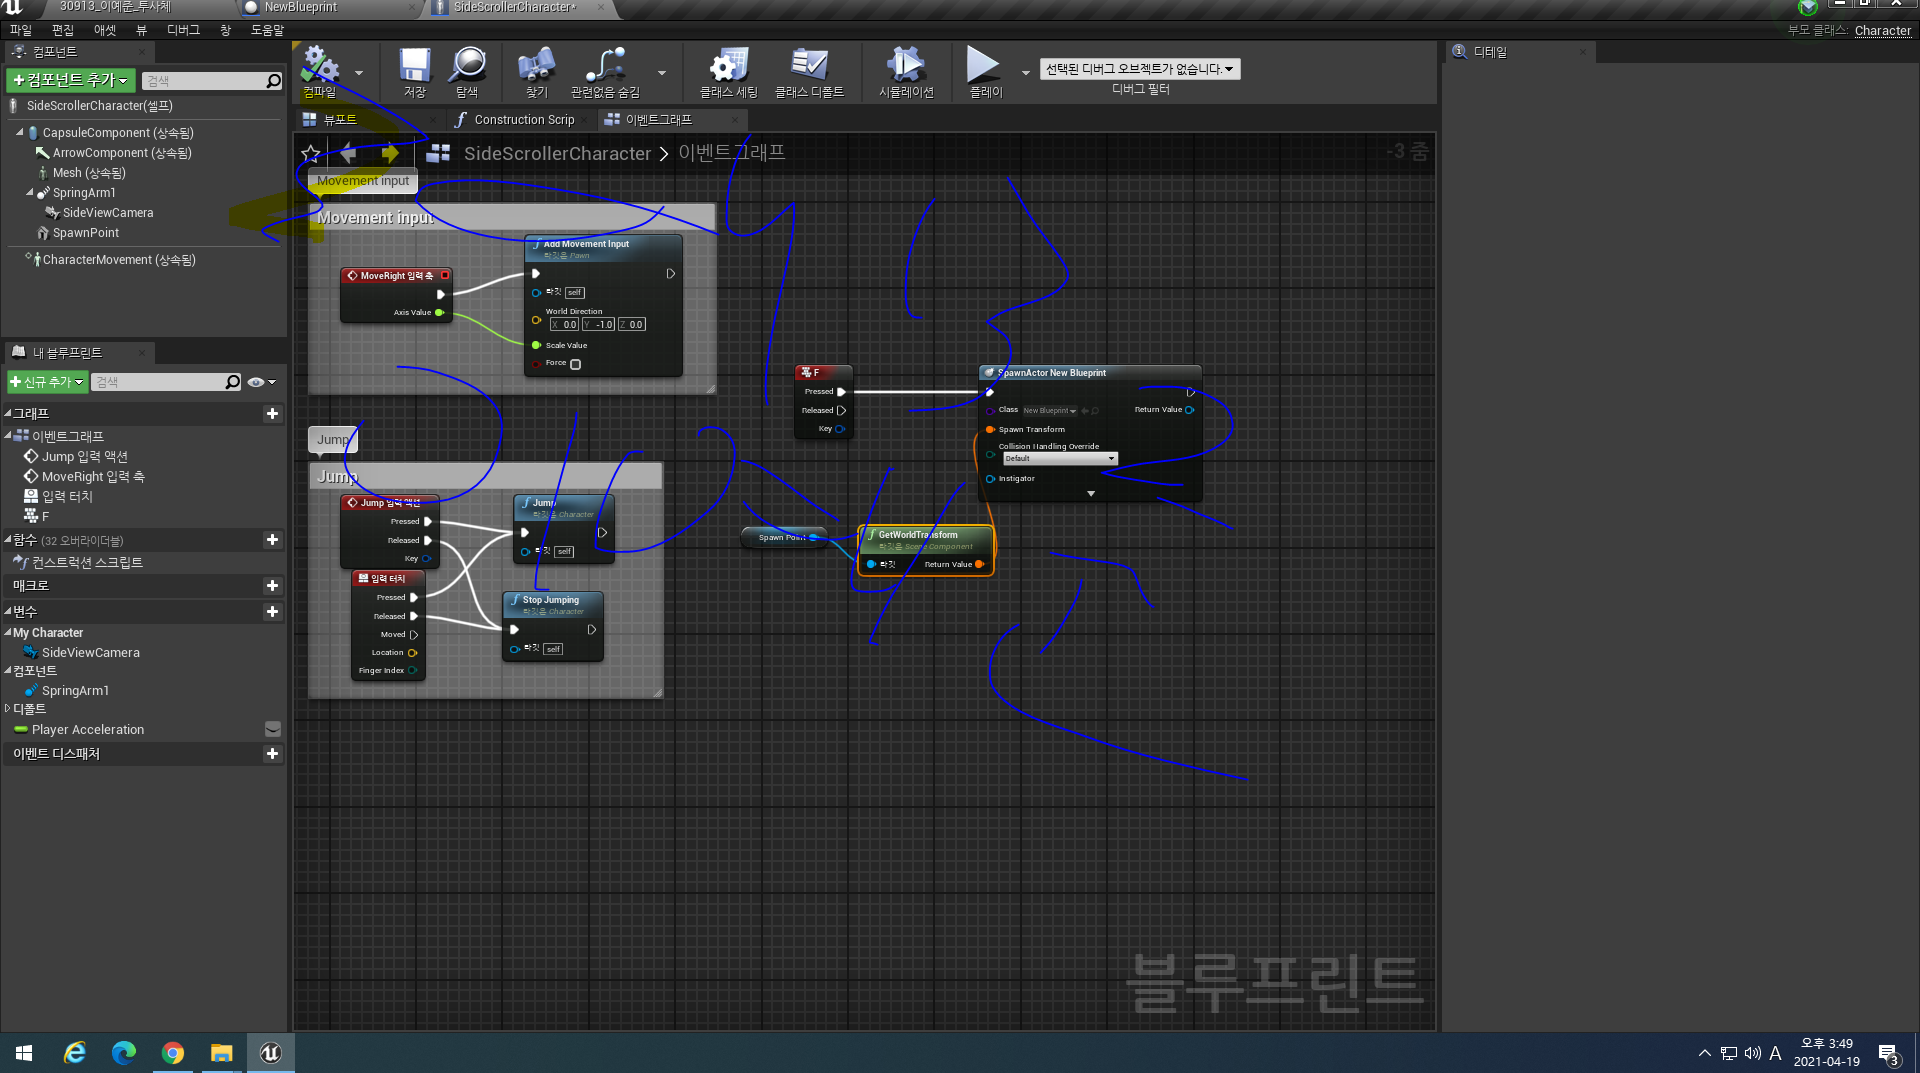 30913_이예준_투사체
NewBlueprint
SideScrollerCharacter*
파일 편집 애셋 뷰 디버그 창 도움말
부모 클래스: Character
컴포넌트
컴포넌트 추가
검색
SideScrollerCharacter(셀프)
CapsuleComponent (상속됨)
ArrowComponent (상속됨)
Mesh (상속됨)
SpringArm1
SideViewCamera
SpawnPoint
CharacterMovement (상속됨)
내 블루프린트
신규 추가
검색
그래프
이벤트그래프
Jump 입력 액션
MoveRight 입력 축
입력 터치
F
함수 (32 오버라이더블)
컨스트럭션 스크립트
매크로
변수
My Character
SideViewCamera
컴포넌트
SpringArm1
디폴트
Player Acceleration
이벤트 디스패처
컴파일
저장
탐색
찾기
관련없음 숨김
클래스 세팅
클래스 디폴트
시뮬레이션
플레이
선택된 디버그 오브젝트가 없습니다.
디버그 필터
뷰포트
Construction Scrip
이벤트그래프
SideScrollerCharacter > 이벤트그래프
-3 줌
Movement input
Movement input
MoveRight 입력 축
Axis Value
Add Movement Input
타깃은 Pawn
타깃 self
World Direction
X 0.0 Y -1.0 Z 0.0
Scale Value
Force
Jump
Jump
Jump 입력 액션
Pressed
Released
Key
입력 터치
Pressed
Released
Moved
Location
Finger Index
Jump
타깃은 Character
타깃 self
Stop Jumping
타깃은 Character
타깃 self
F
Pressed
Released
Key
SpawnActor New Blueprint
Class New Blueprint
Return Value
Spawn Transform
Collision Handling Override
Default
Instigator
Spawn Point
GetWorldTransform
타깃은 Scene Component
타깃
Return Value
블루프린트
디테일
A
오후 3:49
2021-04-19
3